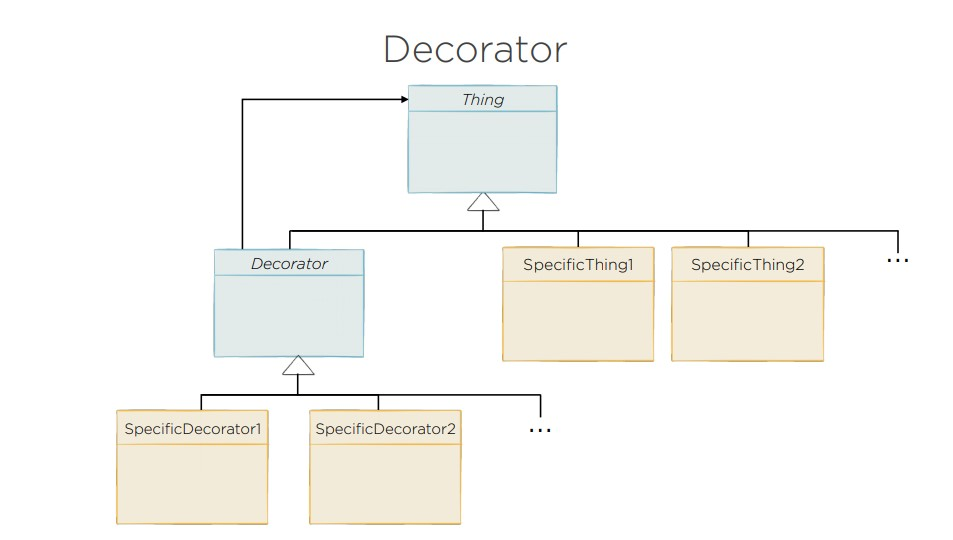 Decorator
Thing
Decorator
SpecificThing1
SpecificThing2
...
SpecificDecorator1
SpecificDecorator2
...